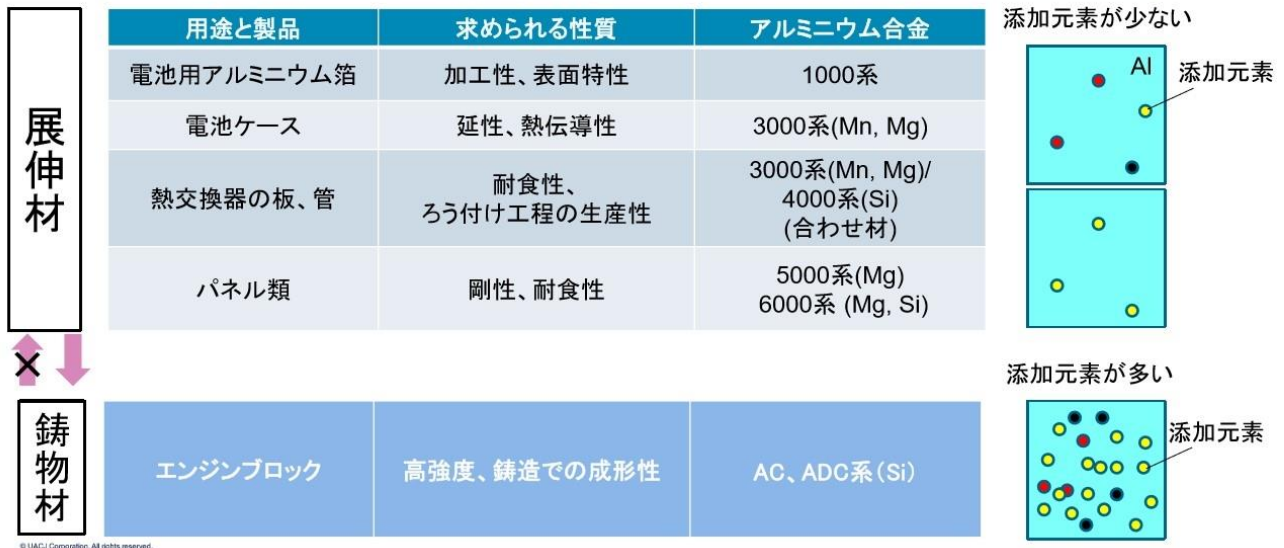 展伸材
用途と製品 求められる性質 アルミニウム合金
電池用アルミニウム箔 加工性、表面特性 1000系
電池ケース 延性、熱伝導性 3000系(Mn, Mg)
熱交換器の板、管
耐食性、
ろう付け工程の生産性
3000系(Mn, Mg)/
4000系(Si)
(合わせ材)
パネル類 剛性、耐食性
5000系(Mg)
6000系 (Mg, Si)
添加元素が少ない
Al
添加元素
鋳物材
エンジンブロック 高強度、鋳造での成形性 AC、ADC系(Si)
添加元素が多い
添加元素
© UACJ Corporation. All rights reserved.